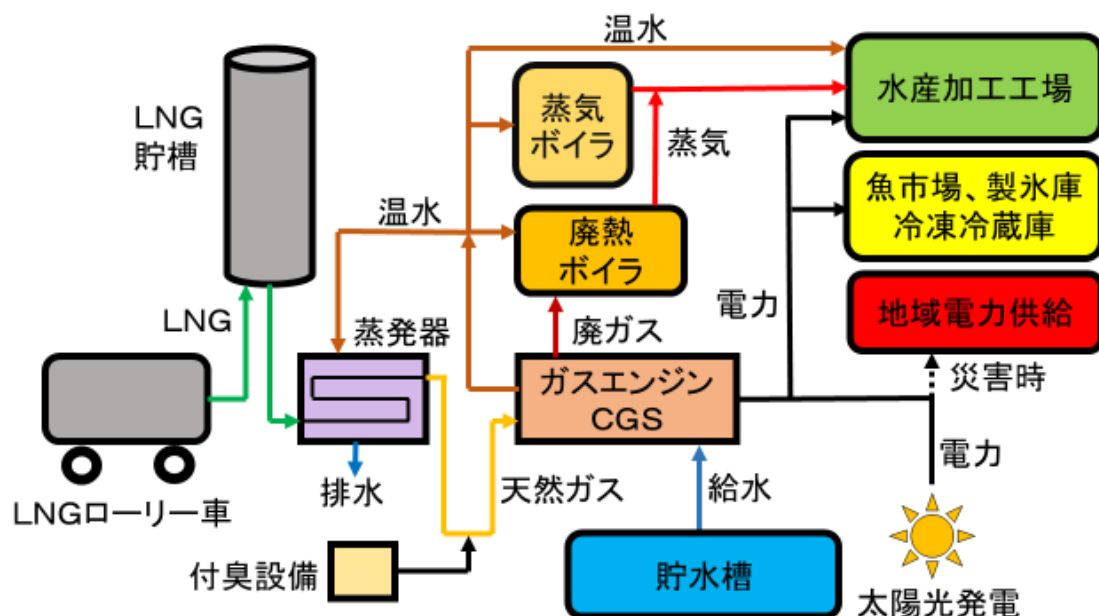 温水
LNG
貯槽
蒸気
ボイラ
水産加工工場
蒸気
魚市場、製氷庫
冷凍冷蔵庫
温水
廃熱
ボイラ
電力
地域電力供給
LNG
蒸発器
廃ガス
災害時
ガスエンジン
CGS
電力
排水
天然ガス
給水
LNGローリー車
付臭設備
貯水槽
太陽光発電